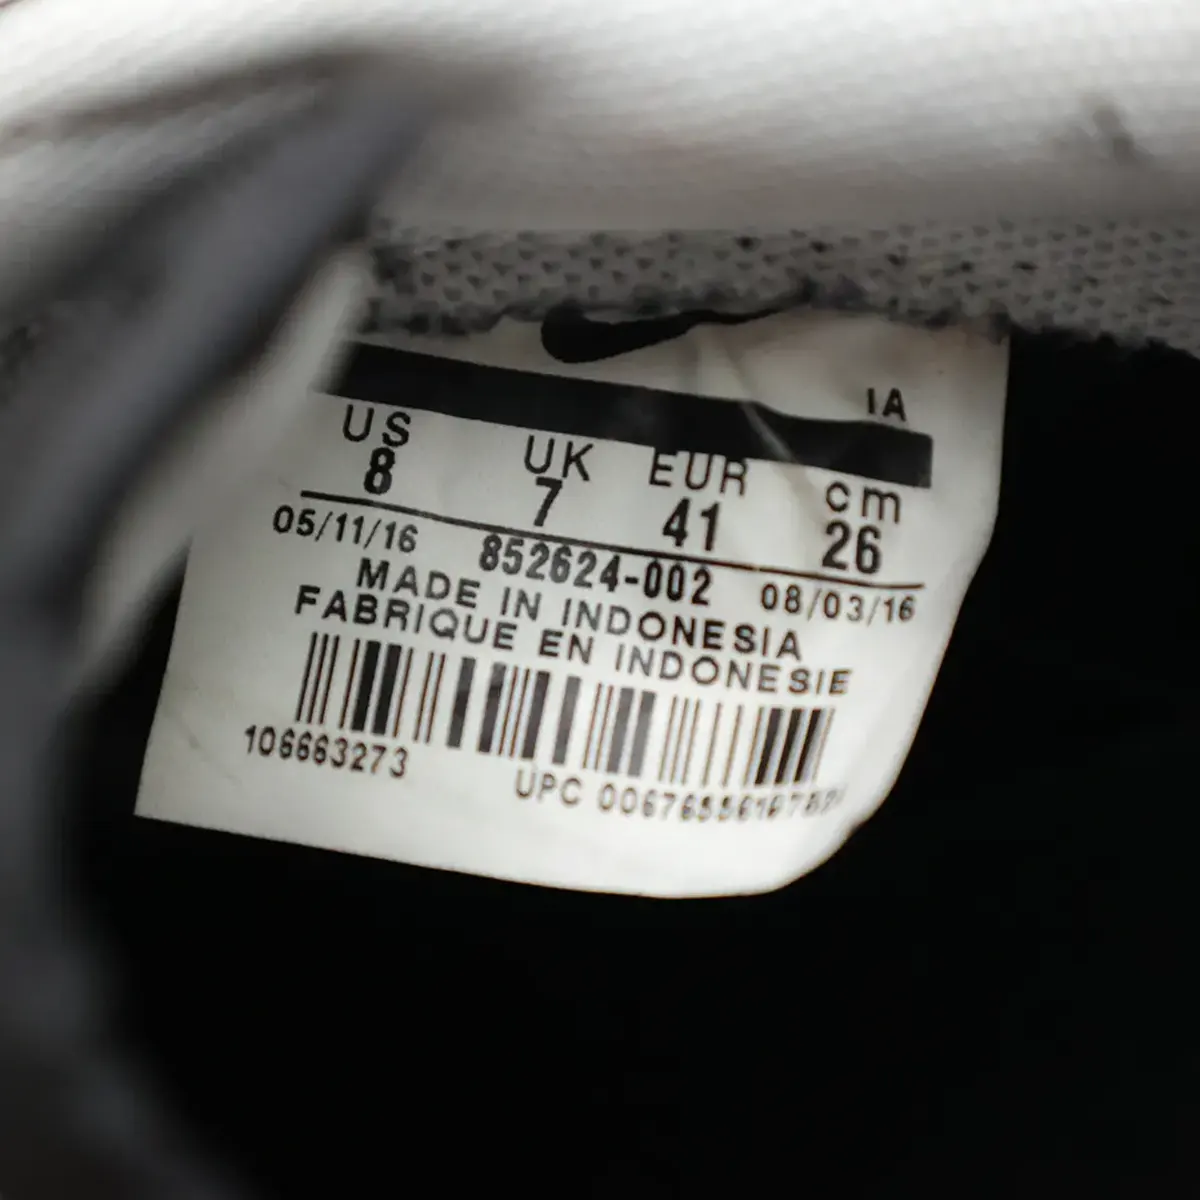 IA
US UK EUR cm
8 7 41 26
05/11/16 852624-002 08/03/16
MADE IN INDONESIA
FABRIQUE EN INDONESIE
106663273
UPC